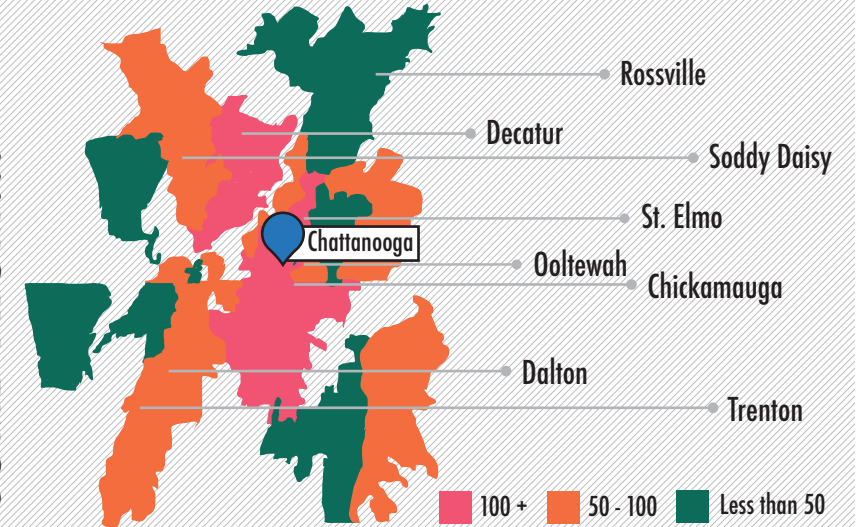 Rossville
Decatur
Soddy Daisy
St. Elmo
Chattanooga
Ooltewah
Chickamauga
Dalton
Trenton
100 +
50 - 100
Less than 50